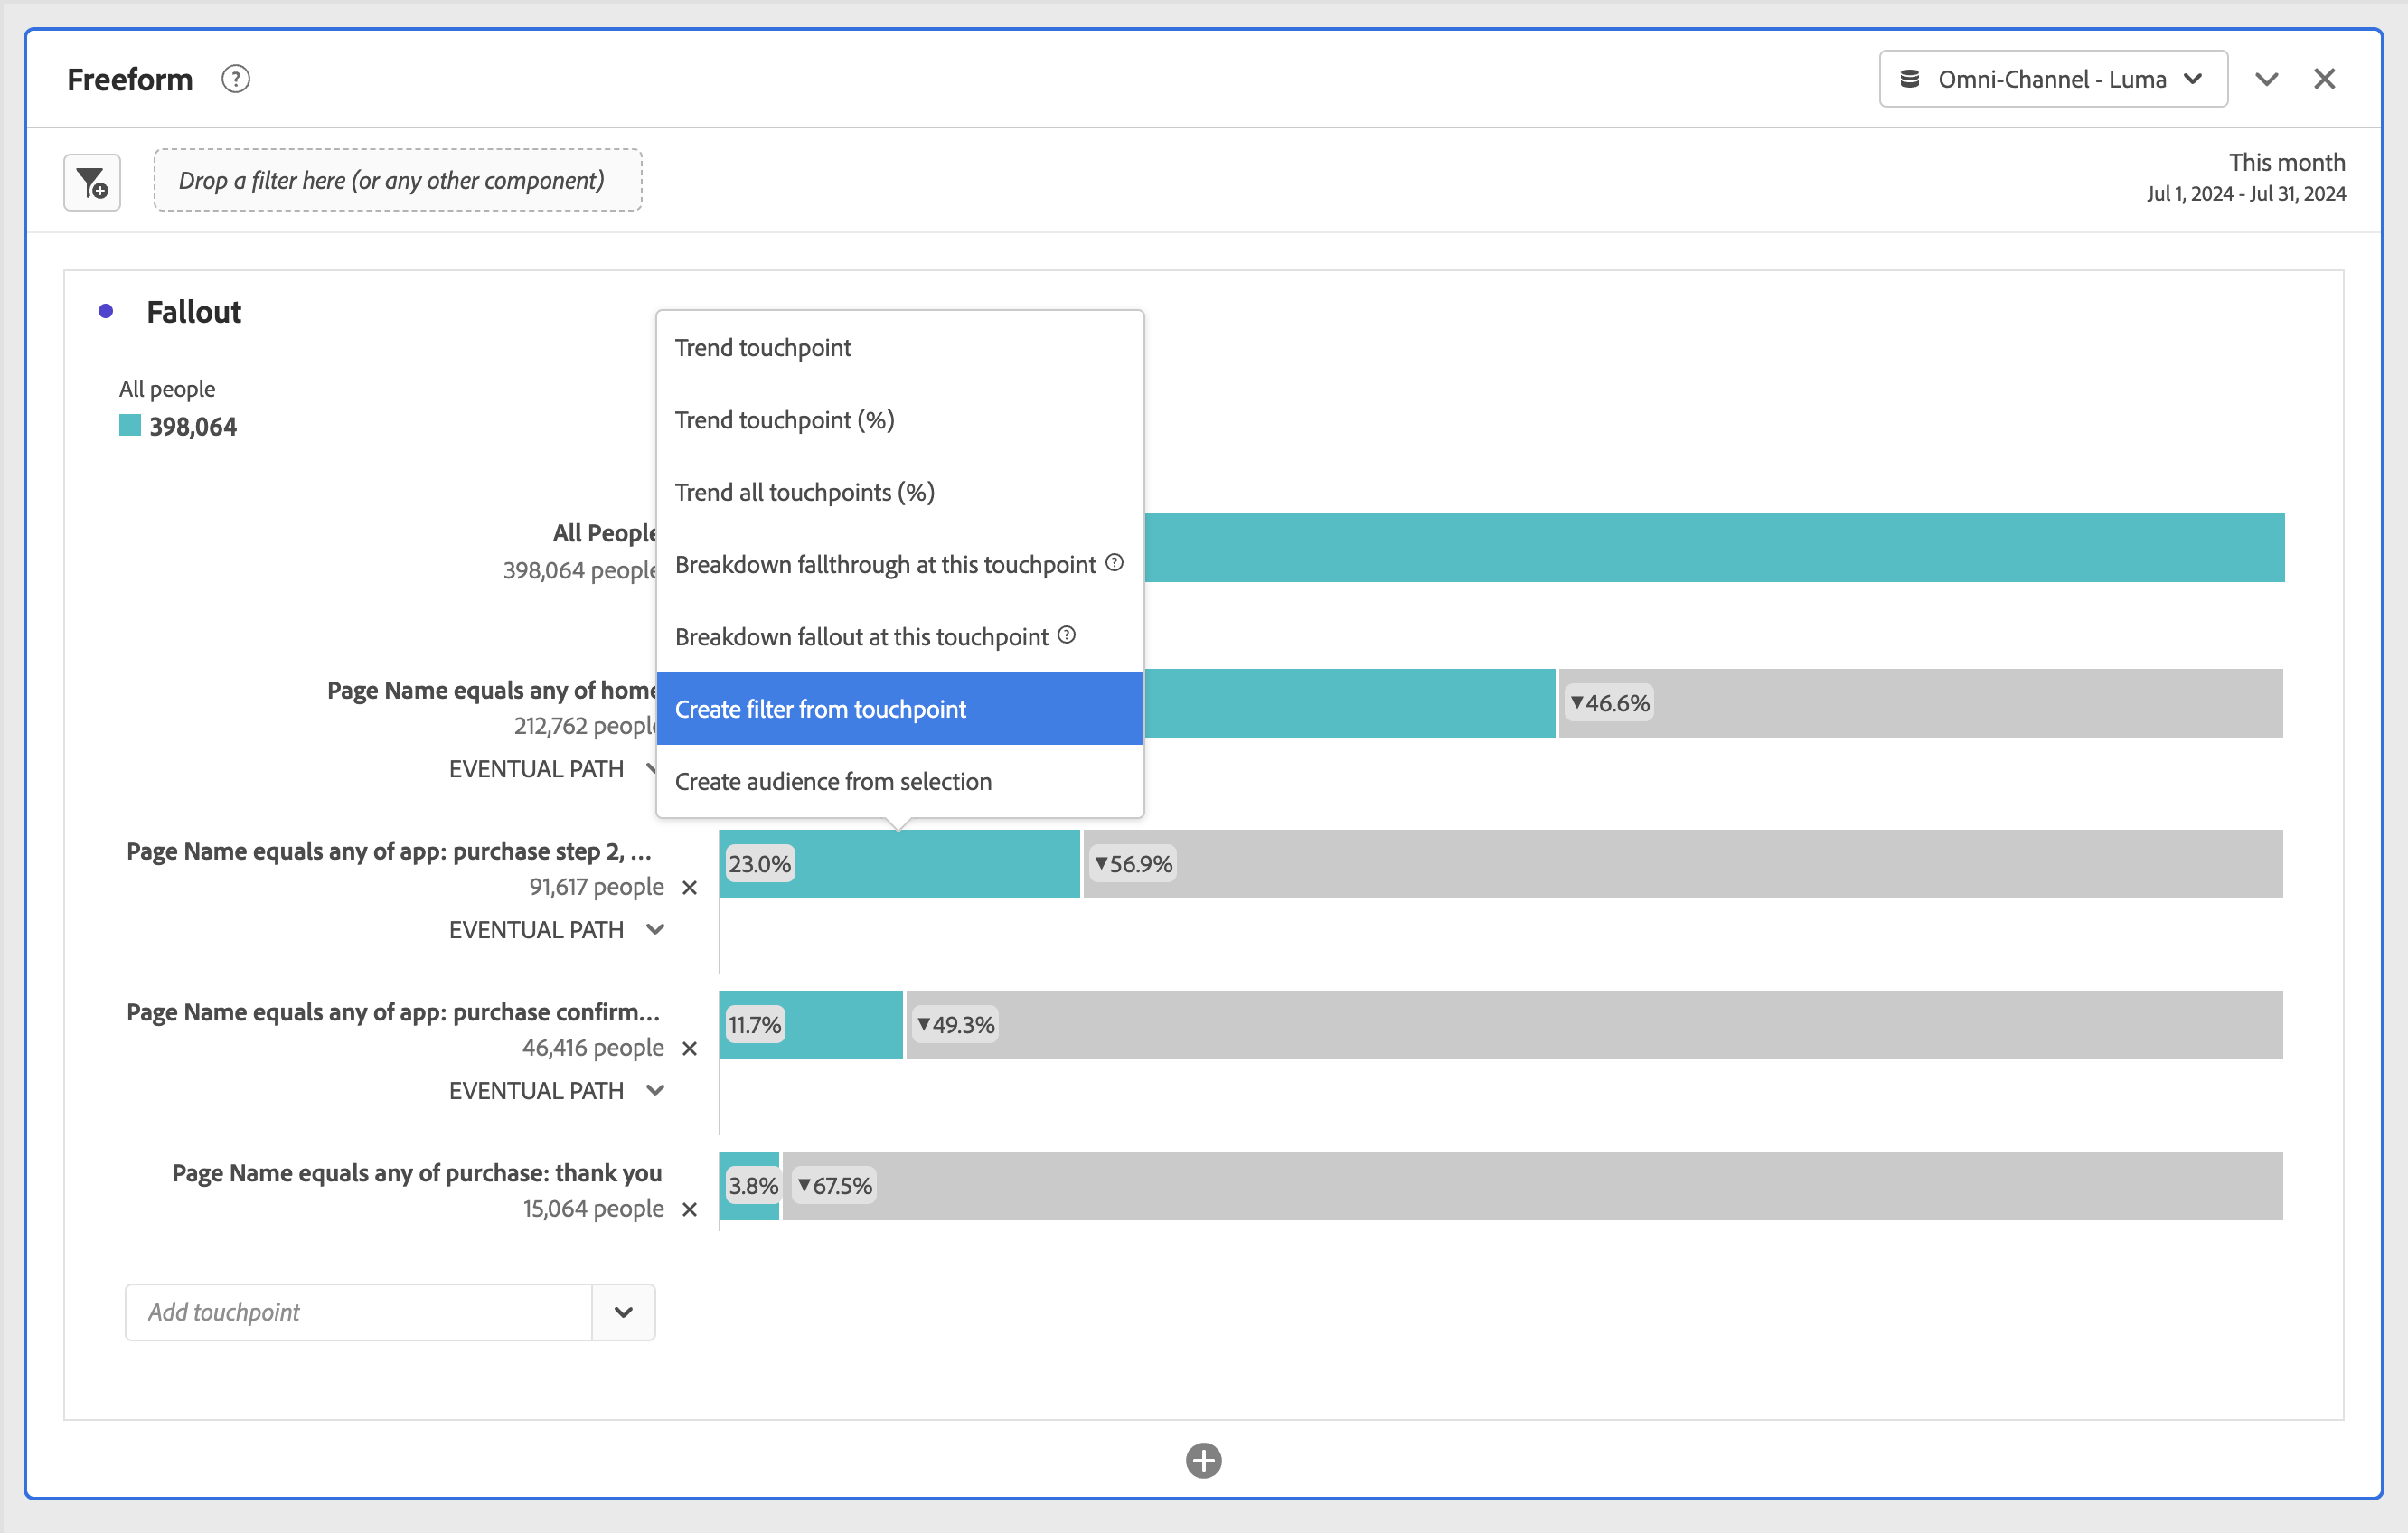 Freeform
Omni-Channel - Luma
Drop a filter here (or any other component)
This month
Jul 1, 2024 - Jul 31, 2024
Fallout
All people
398,064
Trend touchpoint
Trend touchpoint (%)
Trend all touchpoints (%)
Breakdown fallthrough at this touchpoint
Breakdown fallout at this touchpoint
Create filter from touchpoint
Create audience from selection
All People
398,064 people
Page Name equals any of home
212,762 people
▼46.6%
EVENTUAL PATH
Page Name equals any of app: purchase step 2, ...
91,617 people
23.0%
▼56.9%
EVENTUAL PATH
Page Name equals any of app: purchase confirm...
46,416 people
11.7%
▼49.3%
EVENTUAL PATH
Page Name equals any of purchase: thank you
15,064 people
3.8%
▼67.5%
Add touchpoint